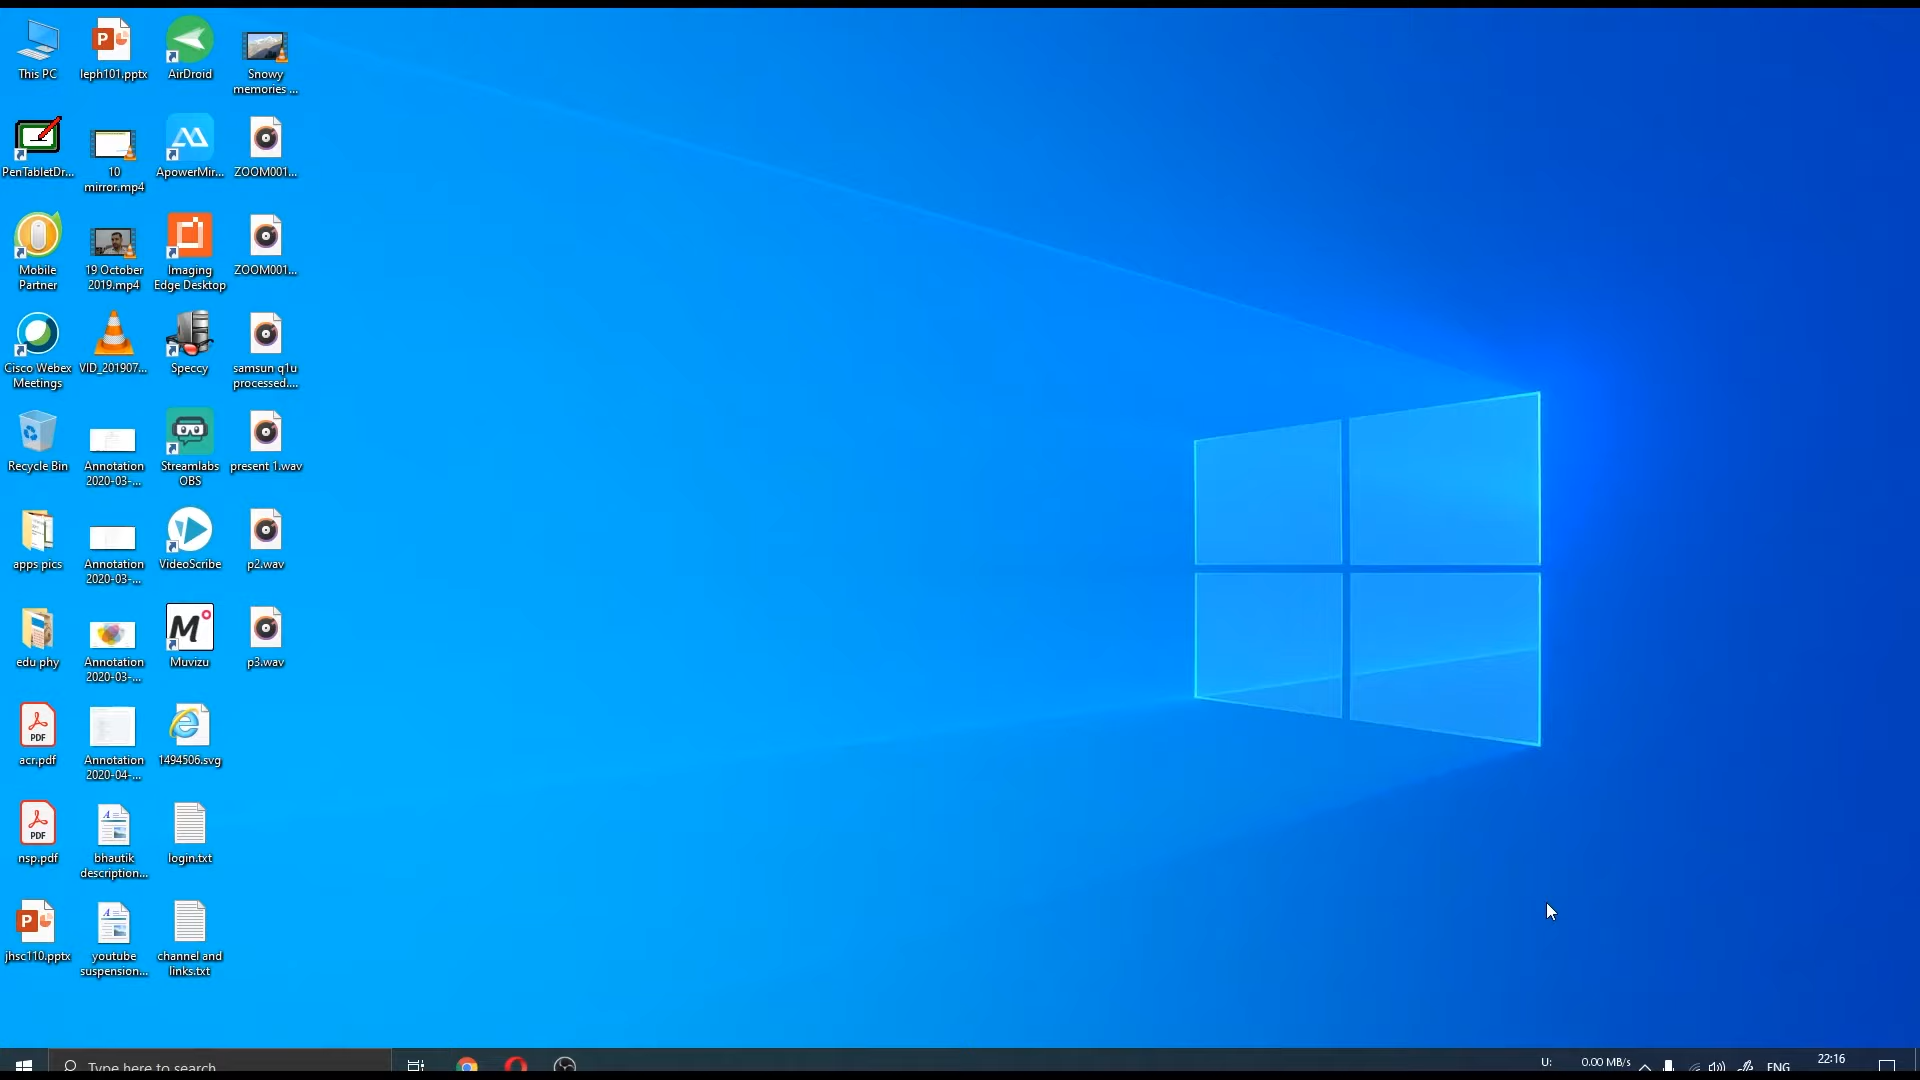 This PC
leph101.pptx
AirDroid
Snowy
memories ...
PenTabletDr...
10
mirror.mp4
ApowerMir...
ZOOM001...
Mobile
Partner
19 October
2019.mp4
Imaging
Edge Desktop
ZOOM001...
Cisco Webex
Meetings
VID_201907...
Speccy
samsun q1u
processed....
Recycle Bin
Annotation
2020-03-...
Streamlabs
OBS
present 1.wav
apps pics
Annotation
2020-03-...
VideoScribe
p2.wav
edu phy
Annotation
2020-03-...
Muvizu
p3.wav
acr.pdf
Annotation
2020-04-...
1494506.svg
nsp.pdf
bhautik
description...
login.txt
jhsc110.pptx
youtube
suspension...
channel and
links.txt
Type here to search
U:
0.00 MB/s
ENG
22:16